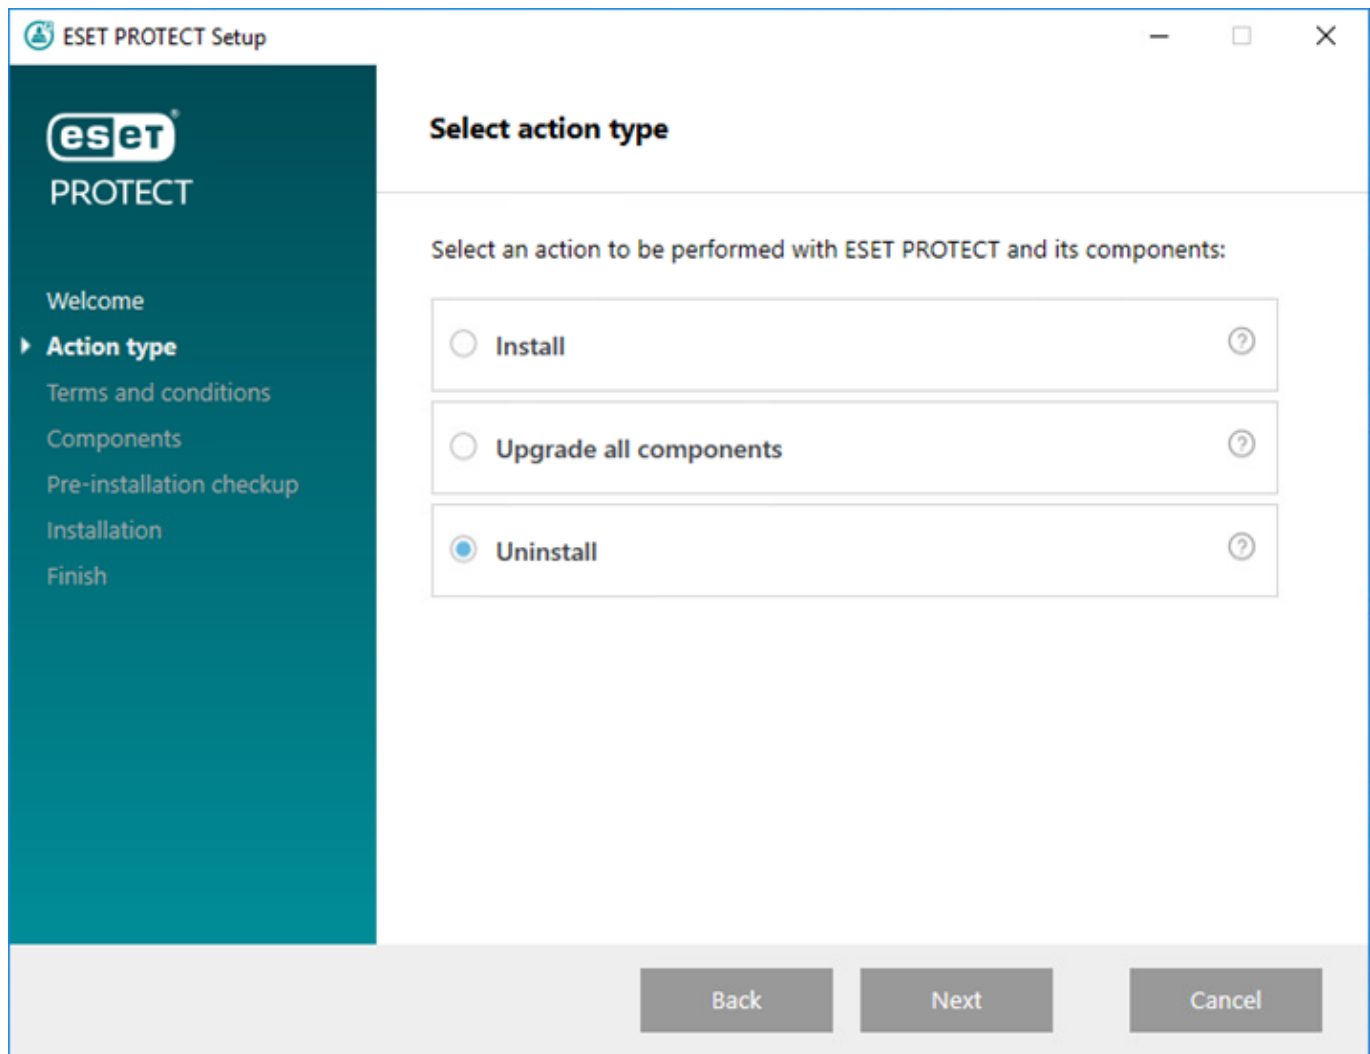 ESET PROTECT Setup
eset®
PROTECT
Welcome
Action type
Terms and conditions
Components
Pre-installation checkup
Installation
Finish
Select action type
Select an action to be performed with ESET PROTECT and its components:
Install
Upgrade all components
Uninstall
Back
Next
Cancel